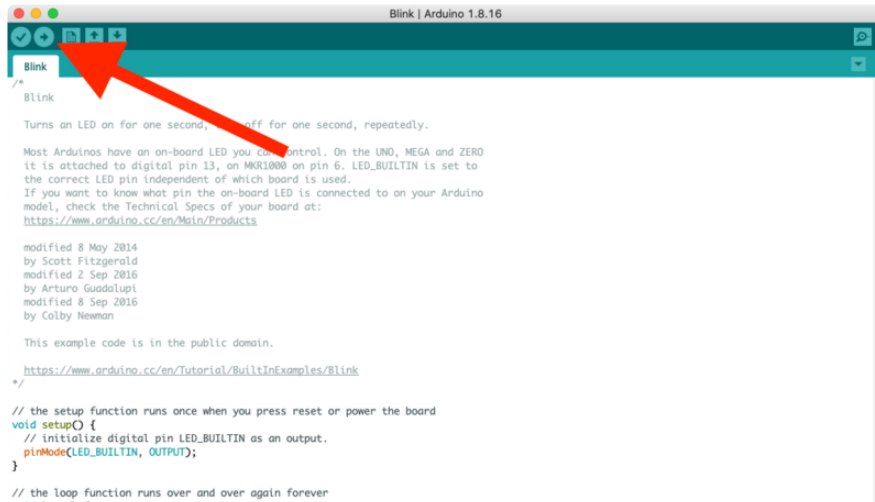 Blink | Arduino 1.8.16
Blink
/*
Blink
Turns an LED on for one second, off for one second, repeatedly.
Most Arduinos have an on-board LED you can control. On the UNO, MEGA and ZERO
it is attached to digital pin 13, on MKR1000 on pin 6. LED_BUILTIN is set to
the correct LED pin independent of which board is used.
If you want to know what pin the on-board LED is connected to on your Arduino
model, check the Technical Specs of your board at:
https://www.arduino.cc/en/Main/Products
modified 8 May 2014
by Scott Fitzgerald
modified 2 Sep 2016
by Arturo Guadalupi
modified 8 Sep 2016
by Colby Newman
This example code is in the public domain.
https://www.arduino.cc/en/Tutorial/BuiltInExamples/Blink
*/
// the setup function runs once when you press reset or power the board
void setup() {
// initialize digital pin LED_BUILTIN as an output.
pinMode(LED_BUILTIN, OUTPUT);
}
// the loop function runs over and over again forever